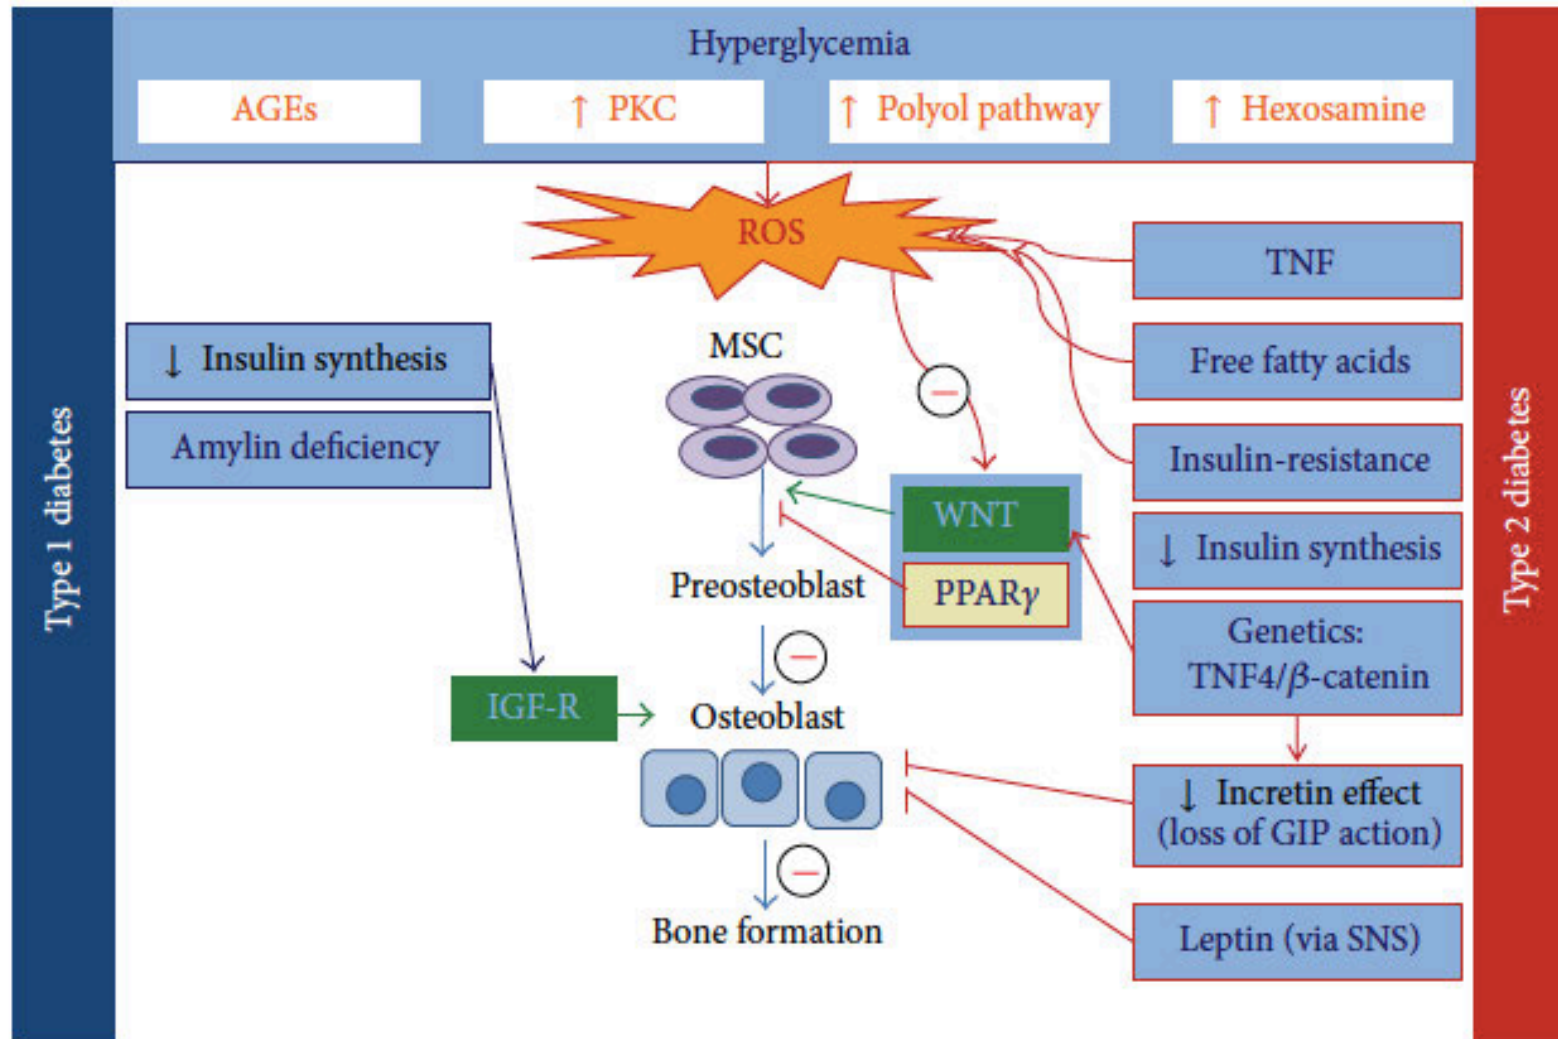 Hyperglycemia
AGEs
↑ PKC
↑ Polyol pathway
↑ Hexosamine
ROS
Type 1 diabetes
↓ Insulin synthesis
Amylin deficiency
IGF-R
MSC
Preosteoblast
−
Osteoblast
−
Bone formation
−
WNT
PPARγ
TNF
Free fatty acids
Insulin-resistance
↓ Insulin synthesis
Genetics:
TNF4/β-catenin
↓ Incretin effect
(loss of GIP action)
Leptin (via SNS)
Type 2 diabetes